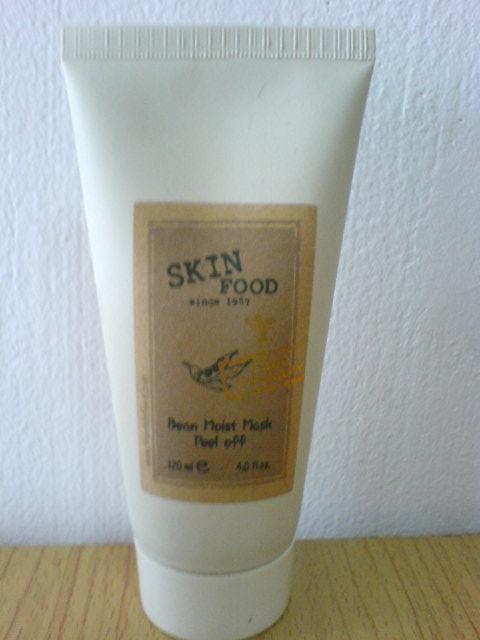 SKIN
FOOD
since 1957
Bean Moist Mask
Peel off
120 ml ℮ 4.0 fl oz.